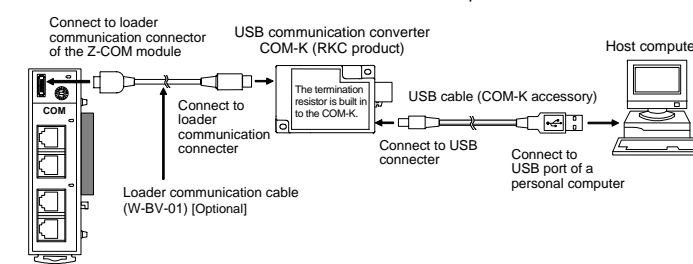 Connect to loader
communication connector
of the Z-COM module
USB communication converter
COM-K (RKC product)
Host compute
The termination
resistor is built in
to the COM-K.
COM
Connect to
loader
communication
connecter
USB cable (COM-K accessory)
Connect to USB
connecter
Connect to
USB port of a
personal computer
Loader communication cable
(W-BV-01) [Optional]